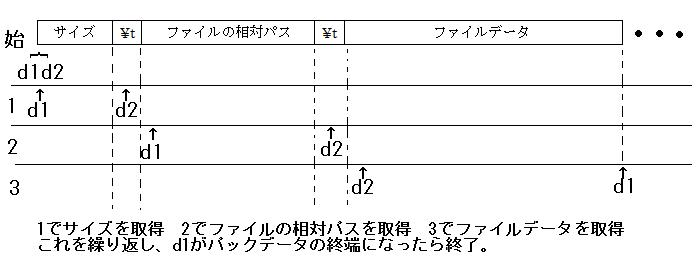 始 サイズ ¥t ファイルの相対パス ¥t ファイルデータ ・・・
d1d2
1 d1 d2
2 d1 d2
3 d2 d1
1でサイズを取得 2でファイルの相対パスを取得 3でファイルデータを取得
これを繰り返し、d1がパックデータの終端になったら終了。